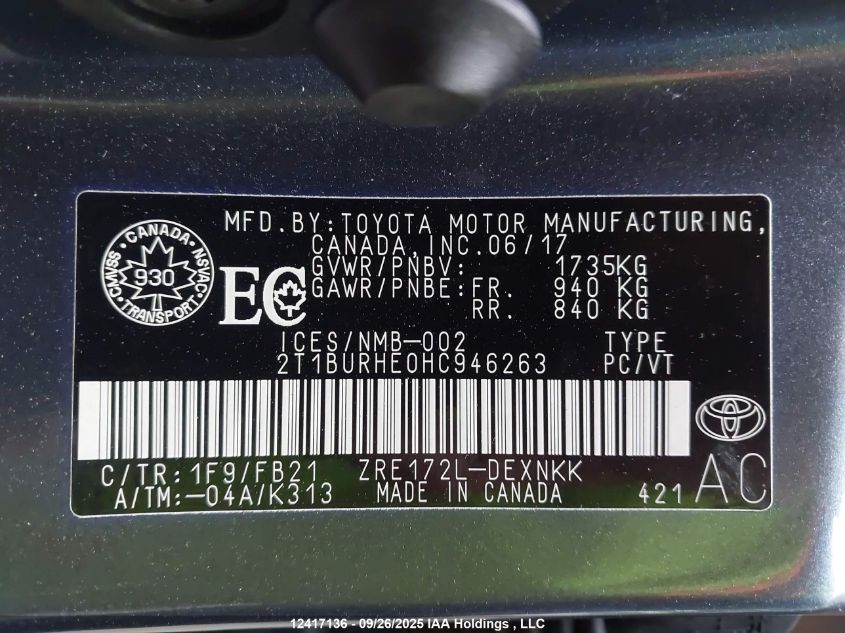 MFD.BY:TOYOTA MOTOR MANUFACTURING,
CANADA,INC.06/17
GVWR/PNBV: 1735KG
GAWR/PNBE:FR. 940 KG
RR. 840 KG
CANADA
NSVAC
TRANSPORT
CMVSS
930
EC
ICES/NMB-002 TYPE
2T1BURHE0HC946263 PC/VT
C/TR:1F9/FB21 ZRE172L-DEXNKK
A/TM:-04A/K313 MADE IN CANADA 421 AC
12417136 - 09/26/2025 IAA Holdings , LLC